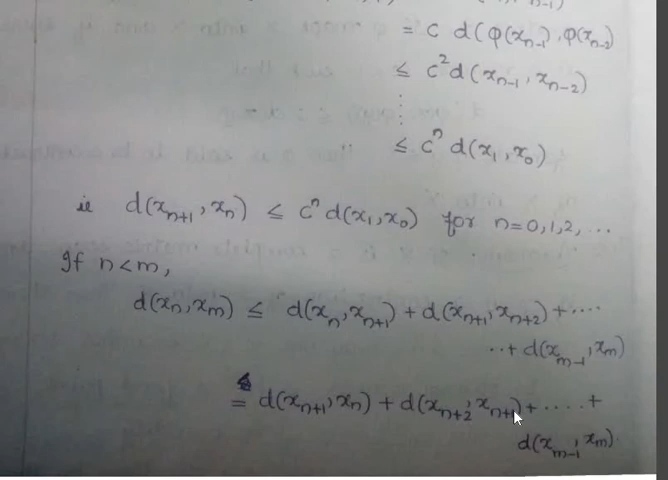 = c d(φ(x_{n-1}), φ(x_{n-2}))
≤ c² d(x_{n-1}, x_{n-2})
⋮
≤ cⁿ d(x₁, x₀)
ie d(x_{n+1}, x_n) ≤ cⁿ d(x₁, x₀) for n=0,1,2,...
If n<m,
d(x_n, x_m) ≤ d(x_n, x_{n+1}) + d(x_{n+1}, x_{n+2}) + ....
..+ d(x_{m-1}, x_m)
= d(x_{n+1}, x_n) + d(x_{n+2}, x_{n+1}) + ..... +
d(x_{m-1}, x_m).